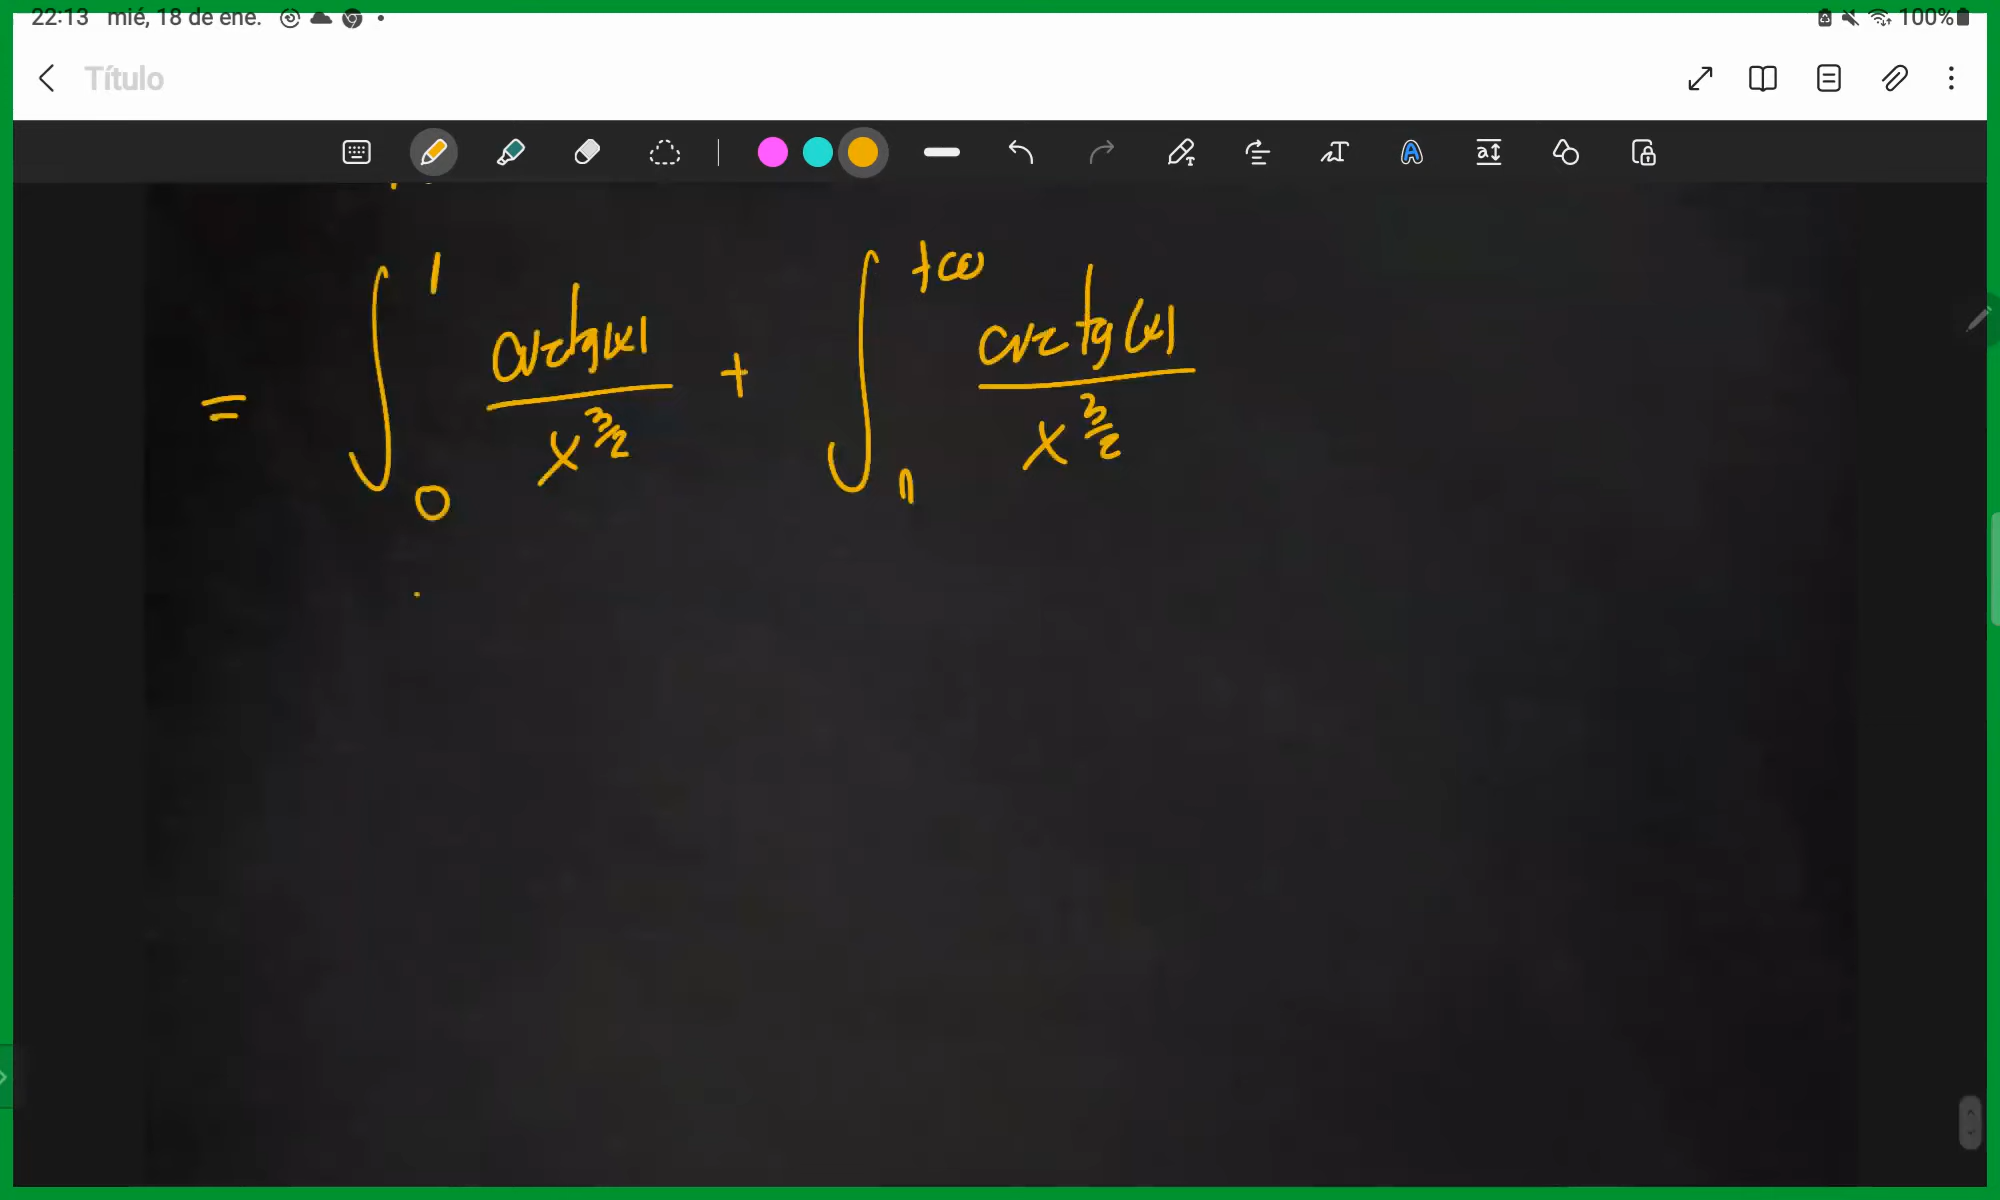 22:13 mié, 18 de ene. 100%
Título
= ∫₀¹ arctg(x)/x^(3/2) + ∫₁^(+∞) arctg(x)/x^(3/2)